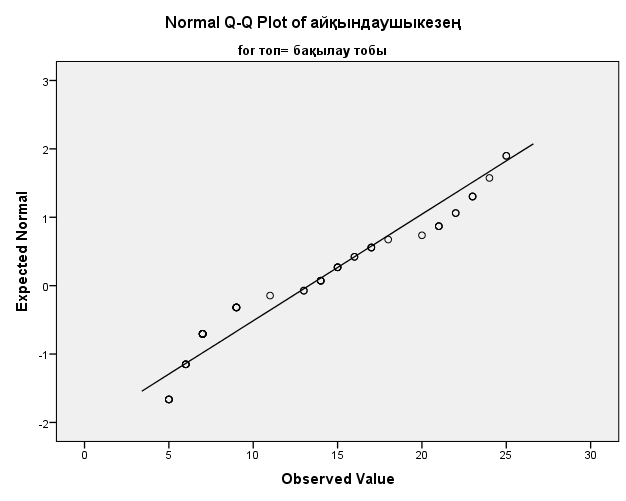 Normal Q-Q Plot of айқындаушыкезең
for топ= бақылау тобы
Expected Normal
3
2
1
0
-1
-2
0 5 10 15 20 25 30
Observed Value